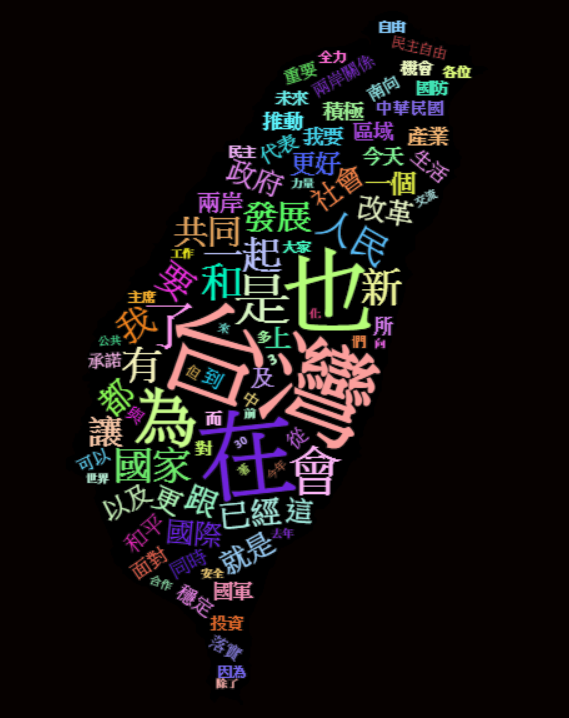 自由
民主自由
全力
機會
各位
重要
兩岸關係
南向
國防
未來
積極
中華民國
推動
我要
區域
產業
民主
代表
更好
今天
生活
政府
力量
社會
一個
交流
兩岸
發展
改革
共同
人民
工作
一起
大家
要
和
是
也
新
主席
我
了
化
所
來
多
上
們
向
公共
台灣
3
承諾
有
但
到
及
都
中
為
而
前
讓
在
對
30
從
可以
國家
著
今年
會
世界
以及
更
跟
已經
這
和平
國際
就是
去年
面對
同時
安全
合作
穩定
國軍
投資
落實
因為
除了